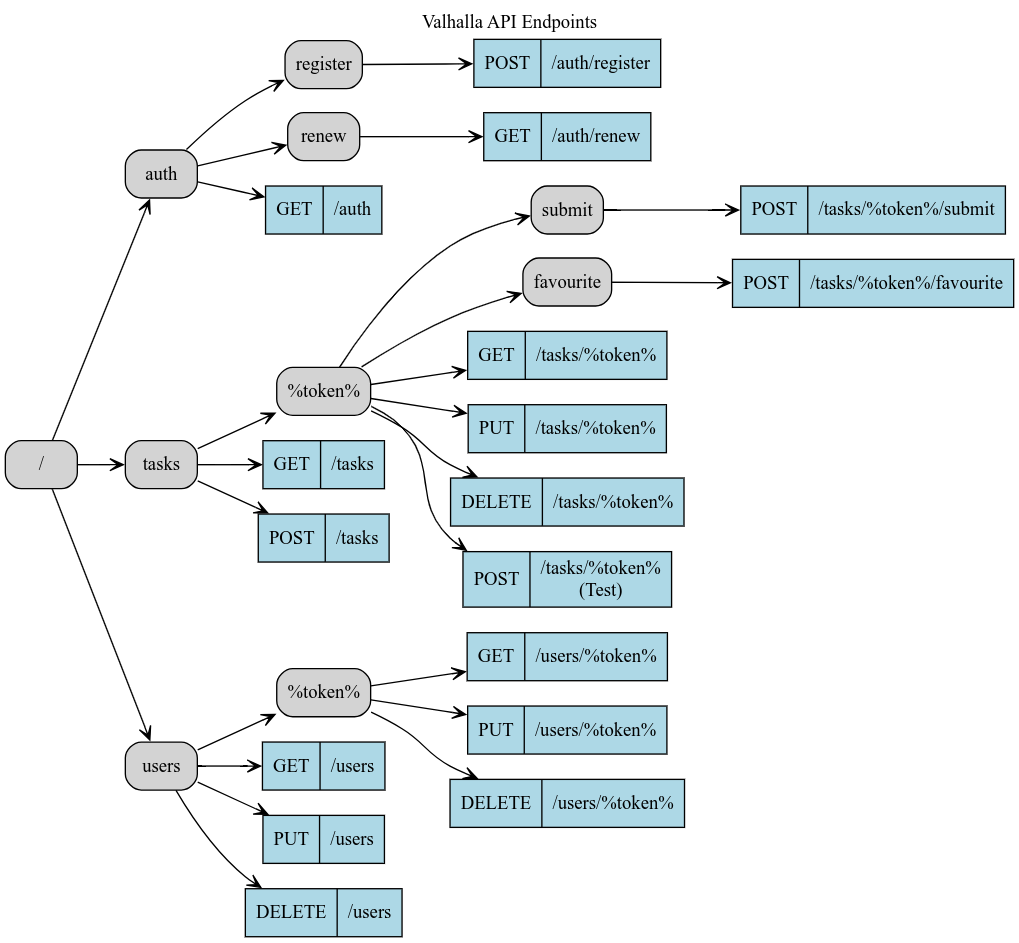 Valhalla API Endpoints
register
POST /auth/register
renew
GET /auth/renew
auth
GET /auth
submit
POST /tasks/%token%/submit
favourite
POST /tasks/%token%/favourite
GET /tasks/%token%
%token%
PUT /tasks/%token%
/
tasks
GET /tasks
DELETE /tasks/%token%
POST /tasks
POST /tasks/%token%
(Test)
GET /users/%token%
%token%
PUT /users/%token%
users
GET /users
DELETE /users/%token%
PUT /users
DELETE /users